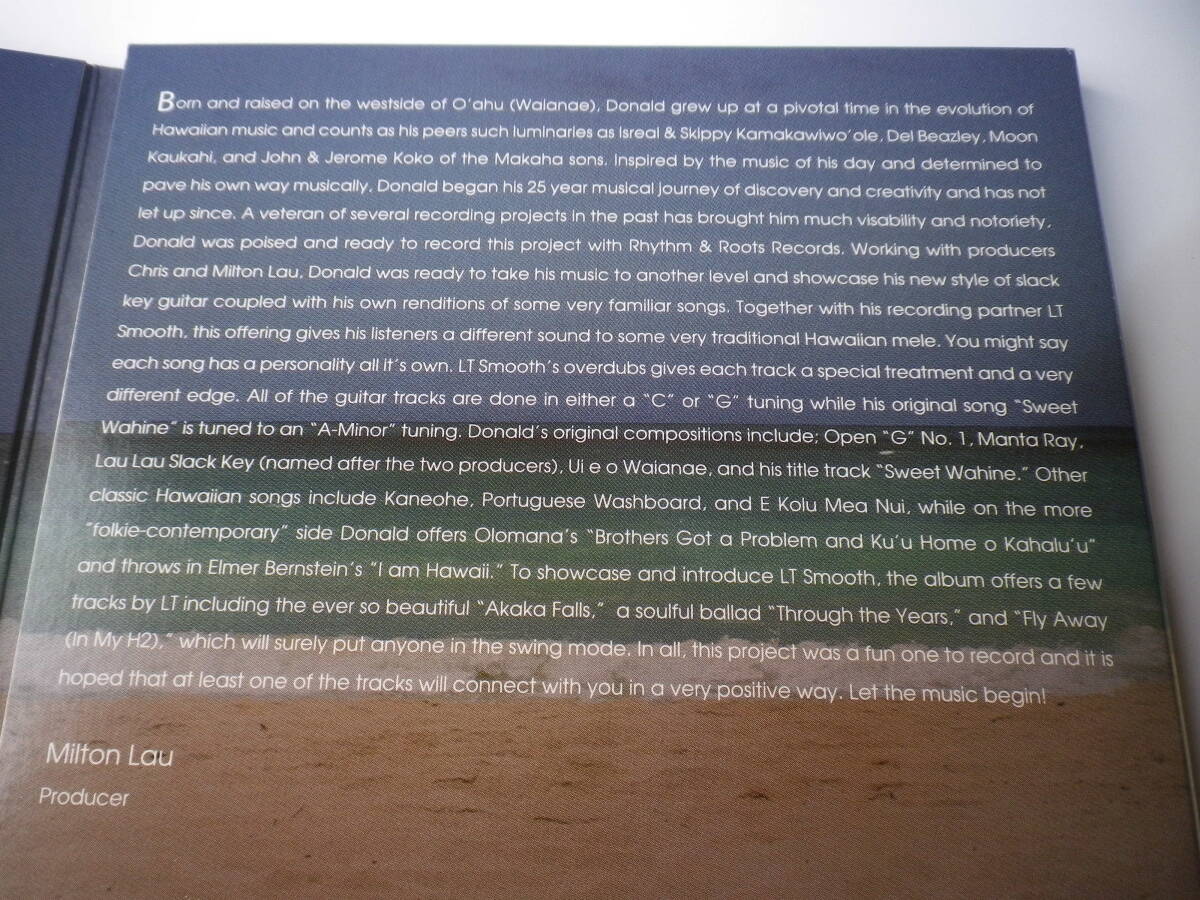 Born and raised on the westside of O'ahu (Waianae), Donald grew up at a pivotal time in the evolution of
Hawaiian music and counts as his peers such luminaries as Isreal & Skippy Kamakawiwo'ole, Del Beazley, Moon
Kaukahi, and John & Jerome Koko of the Makaha sons. Inspired by the music of his day and determined to
pave his own way musically, Donald began his 25 year musical journey of discovery and creativity and has not
let up since. A veteran of several recording projects in the past has brought him much visability and notoriety,
Donald was poised and ready to record this project with Rhythm & Roots Records. Working with producers
Chris and Milton Lau, Donald was ready to take his music to another level and showcase his new style of slack
key guitar coupled with his own renditions of some very familiar songs. Together with his recording partner LT
Smooth, this offering gives his listeners a different sound to some very traditional Hawaiian mele. You might say
each song has a personality all it's own. LT Smooth's overdubs gives each track a special treatment and a very
different edge. All of the guitar tracks are done in either a "C" or "G" tuning while his original song "Sweet
Wahine" is tuned to an "A-Minor" tuning. Donald's original compositions include; Open "G" No. 1, Manta Ray,
Lau Lau Slack Key (named after the two producers), Ui e o Waianae, and his title track "Sweet Wahine." Other
classic Hawaiian songs include Kaneohe, Portuguese Washboard, and E Kolu Mea Nui, while on the more
"folkie-contemporary" side Donald offers Olomana's "Brothers Got a Problem and Ku'u Home o Kahalu'u"
and throws in Elmer Bernstein's "I am Hawaii." To showcase and introduce LT Smooth, the album offers a few
tracks by LT including the ever so beautiful "Akaka Falls," a soulful ballad "Through the Years," and "Fly Away
(In My H2)," which will surely put anyone in the swing mode. In all, this project was a fun one to record and it is
hoped that at least one of the tracks will connect with you in a very positive way. Let the music begin!
Milton Lau
Producer